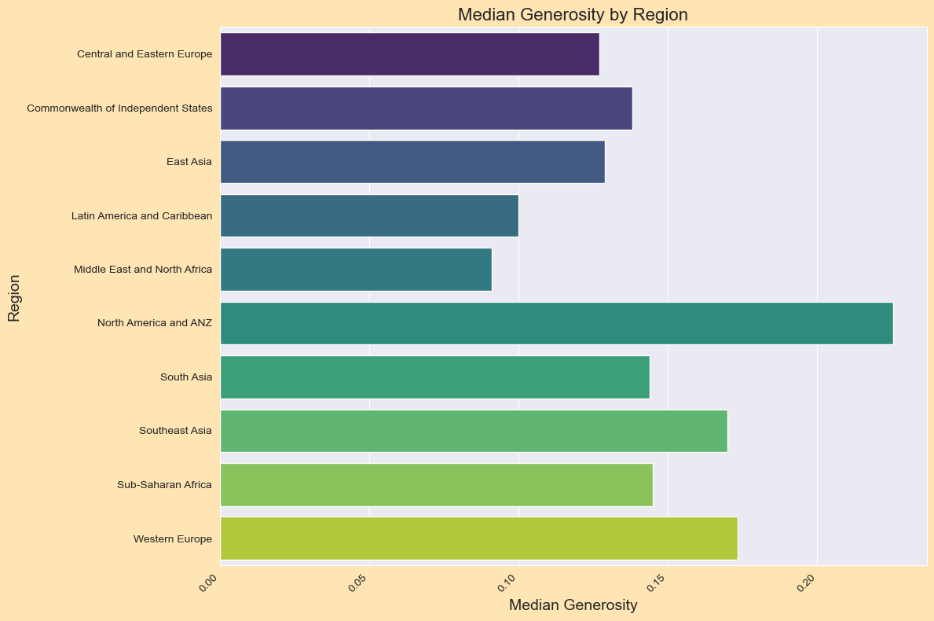 Median Generosity by Region
Central and Eastern Europe
Commonwealth of Independent States
East Asia
Latin America and Caribbean
Middle East and North Africa
North America and ANZ
South Asia
Southeast Asia
Sub-Saharan Africa
Western Europe
Region
0.00
0.05
0.10
0.15
0.20
Median Generosity